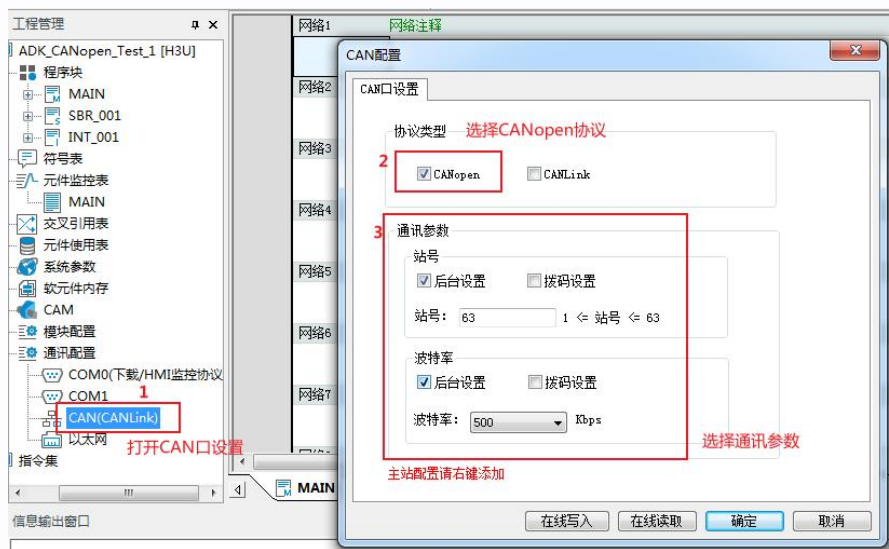 工程管理
ADK_CANopen_Test_1 [H3U]
程序块
MAIN
SBR_001
INT_001
符号表
元件监控表
MAIN
交叉引用表
元件使用表
系统参数
软元件内存
CAM
模块配置
通讯配置
COM0(下载/HMI监控协议
COM1
1
CAN(CANLink)
以太网
打开CAN口设置
指令集
信息输出窗口
网络1 网络注释
网络2
网络3
网络4
网络5
网络6
网络7
MAIN
CAN配置
CAN口设置
协议类型 选择CANopen协议
2
CANopen CANLink
3
通讯参数
站号
后台设置 拨码设置
站号: 63 1 <= 站号 <= 63
波特率
后台设置 拨码设置
波特率: 500 Kbps
选择通讯参数
主站配置请右键添加
在线写入 在线读取 确定 取消